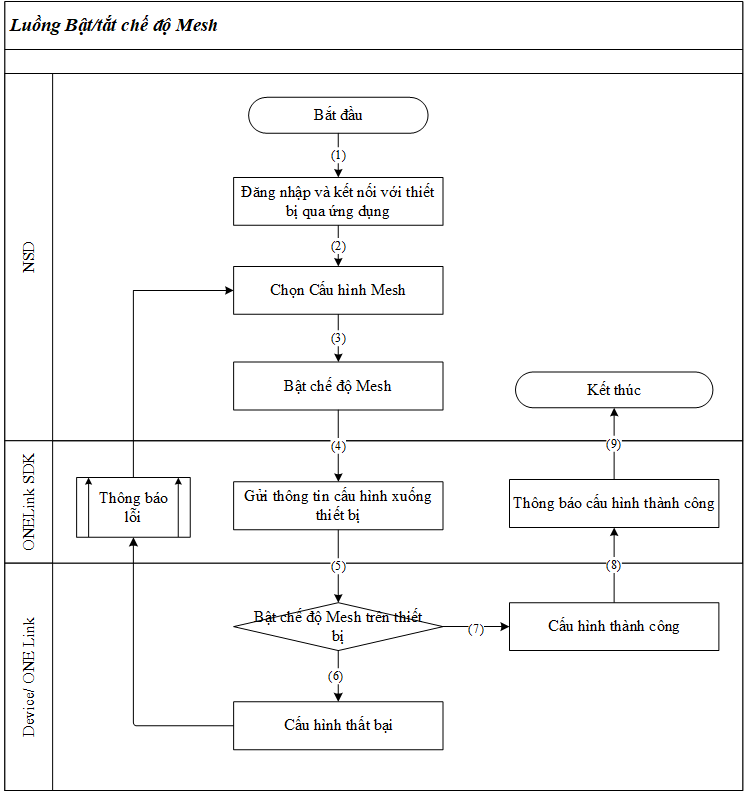 Luồng Bật/tắt chế độ Mesh
NSD
Bắt đầu
(1)
Đăng nhập và kết nối với thiết
bị qua ứng dụng
(2)
Chọn Cấu hình Mesh
(3)
Bật chế độ Mesh
Kết thúc
ONELink SDK
(4)
(9)
Thông báo
lỗi
Gửi thông tin cấu hình xuống
thiết bị
Thông báo cấu hình thành công
Device/ ONE Link
(5)
(8)
Bật chế độ Mesh trên thiết
bị
(7)
Cấu hình thành công
(6)
Cấu hình thất bại